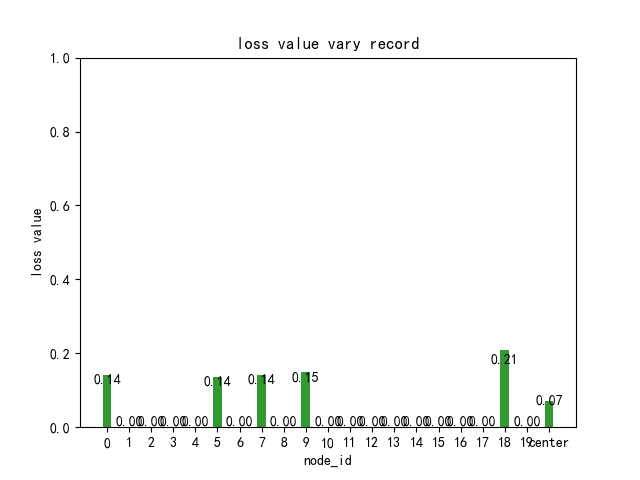 loss value vary record
1.0
0.8
0.6
0.4
0.2
0.0
loss value
0.14 0.00 0.00 0.00 0.00 0.14 0.00 0.14 0.00 0.15 0.00 0.00 0.00 0.00 0.00 0.00 0.00 0.00 0.21 0.00 0.07
0 1 2 3 4 5 6 7 8 9 10 11 12 13 14 15 16 17 18 19 center
node_id